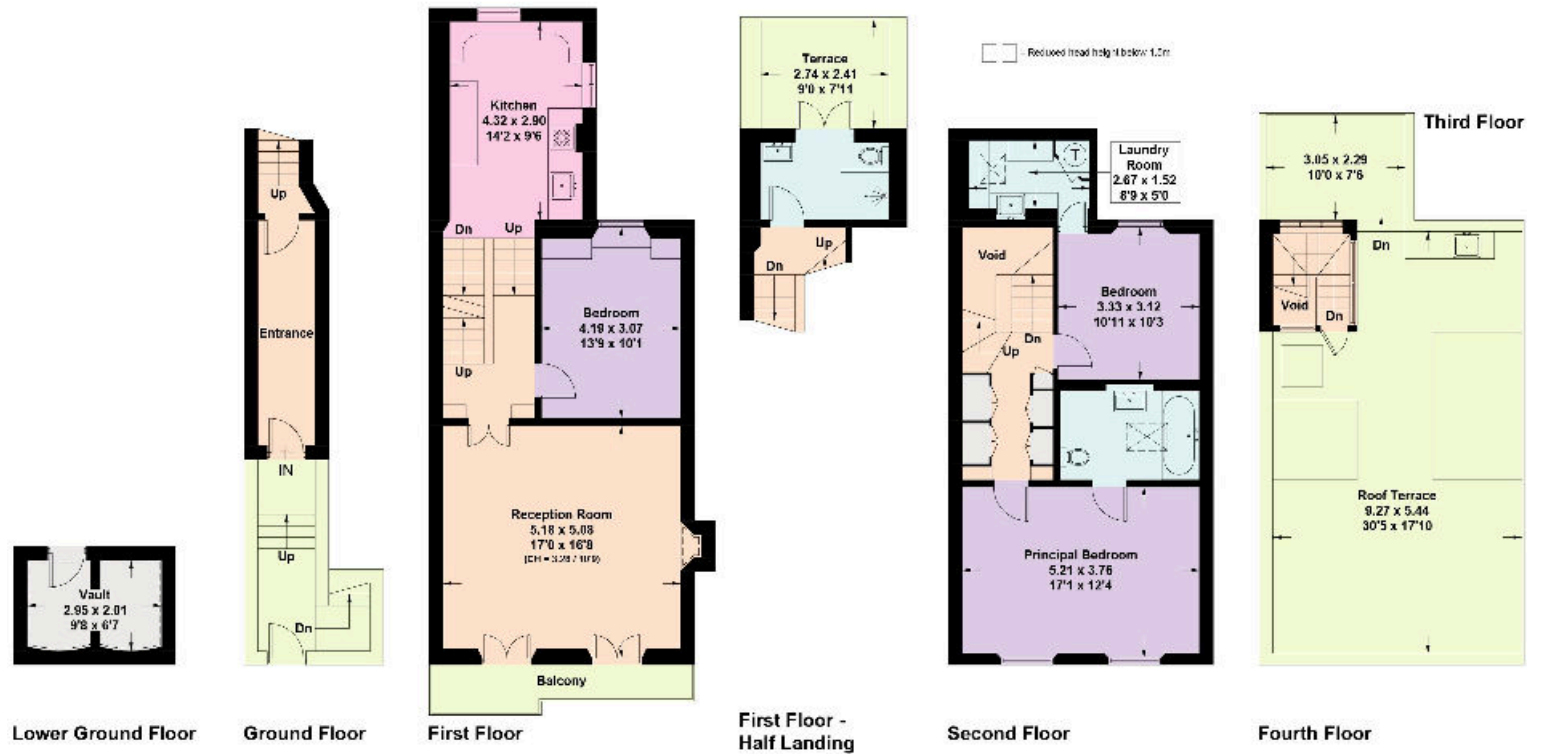 Reduced head height below 1.5m
Third Floor
Terrace
2.74 x 2.41
9'0 x 7'11
Kitchen
4.32 x 2.90
14'2 x 9'6
Laundry
Room
2.67 x 1.52
8'9 x 5'0
T
3.05 x 2.29
10'0 x 7'6
Up
Dn
Up
Up
Dn
Void
Dn
Void
Dn
Entrance
Bedroom
4.19 x 3.07
13'9 x 10'1
Bedroom
3.33 x 3.12
10'11 x 10'3
Up
Dn
Up
IN
Up
Reception Room
5.18 x 5.08
17'0 x 16'8
Roof Terrace
9.27 x 5.44
30'5 x 17'10
Principal Bedroom
5.21 x 3.76
17'1 x 12'4
Vault
2.95 x 2.01
9'8 x 6'7
Dn
Balcony
Lower Ground Floor
Ground Floor
First Floor
First Floor -
Half Landing
Second Floor
Fourth Floor